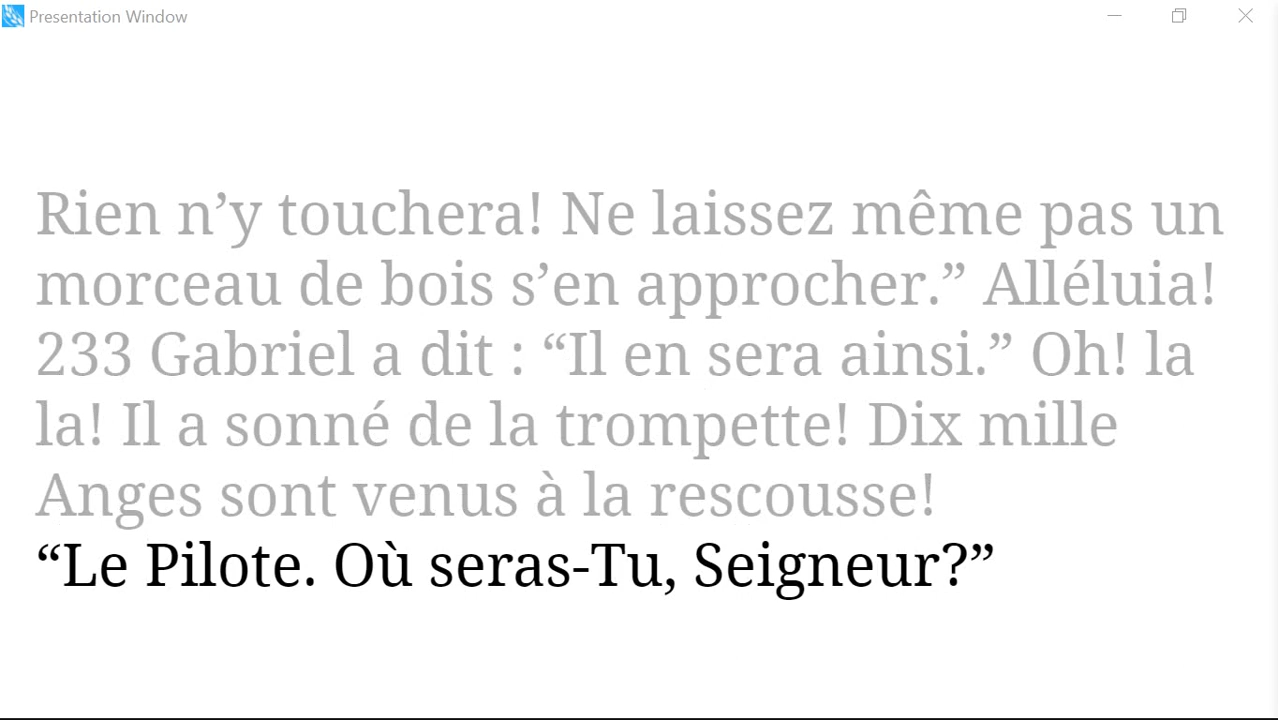 Presentation Window
Rien n’y touchera! Ne laissez même pas un
morceau de bois s’en approcher.” Alléluia!
233 Gabriel a dit : “Il en sera ainsi.” Oh! la
la! Il a sonné de la trompette! Dix mille
Anges sont venus à la rescousse!
“Le Pilote. Où seras-Tu, Seigneur?”